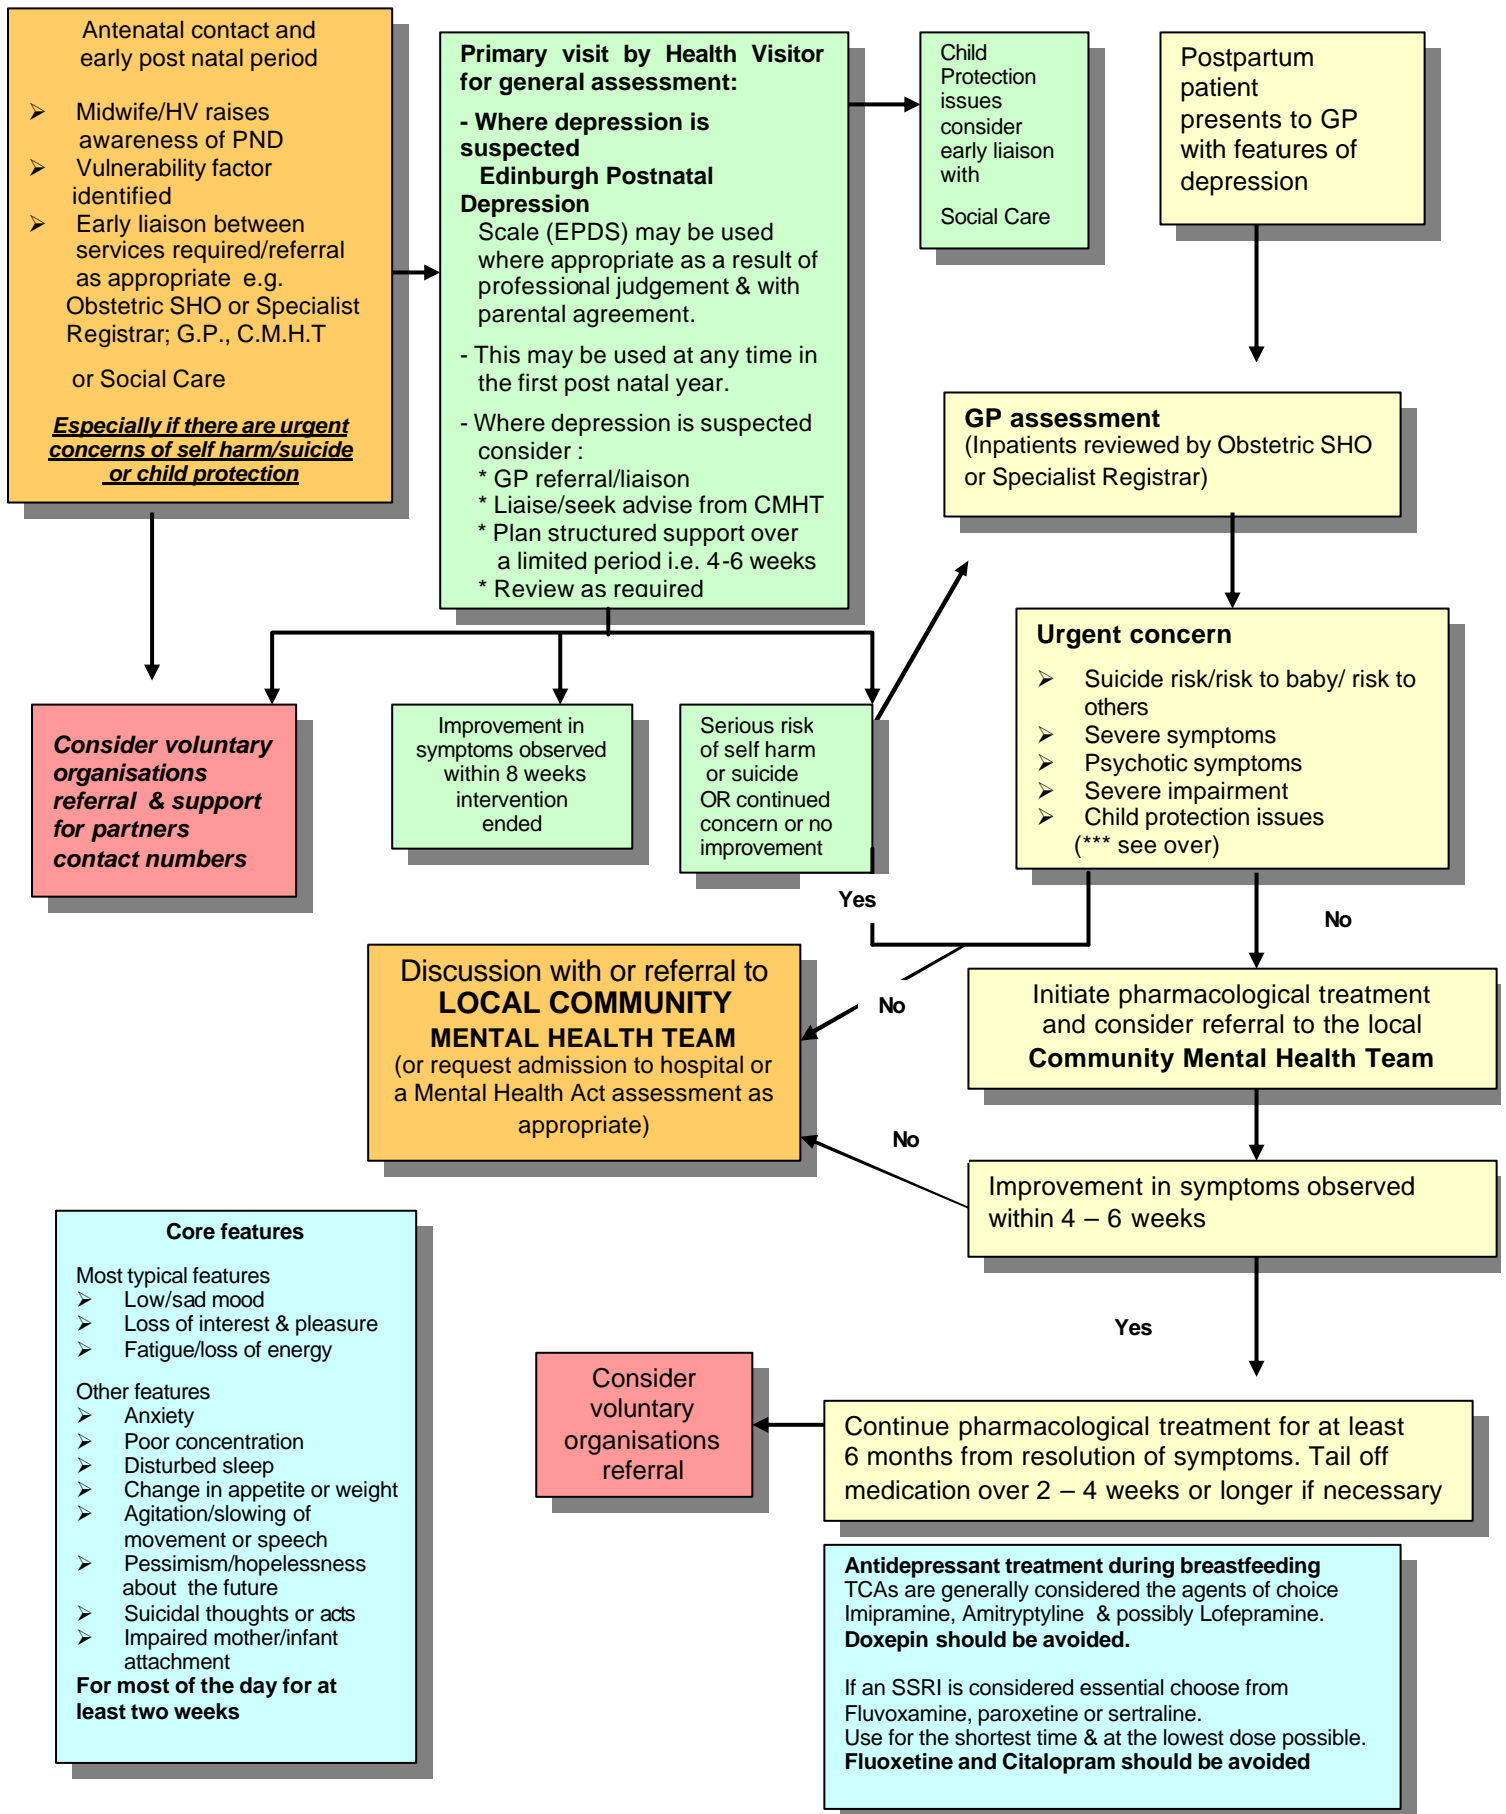 Antenatal contact and
early post natal period
➢ Midwife/HV raises
awareness of PND
➢ Vulnerability factor
identified
➢ Early liaison between
services required/referral
as appropriate e.g.
Obstetric SHO or Specialist
Registrar; G.P., C.M.H.T
or Social Care
Especially if there are urgent
concerns of self harm/suicide
or child protection
Primary visit by Health Visitor
for general assessment:
- Where depression is
suspected
Edinburgh Postnatal
Depression
Scale (EPDS) may be used
where appropriate as a result of
professional judgement & with
parental agreement.
- This may be used at any time in
the first post natal year.
- Where depression is suspected
consider :
* GP referral/liaison
* Liaise/seek advise from CMHT
* Plan structured support over
a limited period i.e. 4-6 weeks
* Review as required
Child
Protection
issues
consider
early liaison
with
Social Care
Postpartum
patient
presents to GP
with features of
depression
GP assessment
(Inpatients reviewed by Obstetric SHO
or Specialist Registrar)
Urgent concern
➢ Suicide risk/risk to baby/ risk to
others
➢ Severe symptoms
➢ Psychotic symptoms
➢ Severe impairment
➢ Child protection issues
(*** see over)
Consider voluntary
organisations
referral & support
for partners
contact numbers
Improvement in
symptoms observed
within 8 weeks
intervention
ended
Serious risk
of self harm
or suicide
OR continued
concern or no
improvement
Yes
No
Discussion with or referral to
LOCAL COMMUNITY
MENTAL HEALTH TEAM
(or request admission to hospital or
a Mental Health Act assessment as
appropriate)
No
Initiate pharmacological treatment
and consider referral to the local
Community Mental Health Team
No
Improvement in symptoms observed
within 4 – 6 weeks
Yes
Core features
Most typical features
➢ Low/sad mood
➢ Loss of interest & pleasure
➢ Fatigue/loss of energy
Other features
➢ Anxiety
➢ Poor concentration
➢ Disturbed sleep
➢ Change in appetite or weight
➢ Agitation/slowing of
movement or speech
➢ Pessimism/hopelessness
about the future
➢ Suicidal thoughts or acts
➢ Impaired mother/infant
attachment
For most of the day for at
least two weeks
Consider
voluntary
organisations
referral
Continue pharmacological treatment for at least
6 months from resolution of symptoms. Tail off
medication over 2 – 4 weeks or longer if necessary
Antidepressant treatment during breastfeeding
TCAs are generally considered the agents of choice
Imipramine, Amitryptyline & possibly Lofepramine.
Doxepin should be avoided.
If an SSRI is considered essential choose from
Fluvoxamine, paroxetine or sertraline.
Use for the shortest time & at the lowest dose possible.
Fluoxetine and Citalopram should be avoided